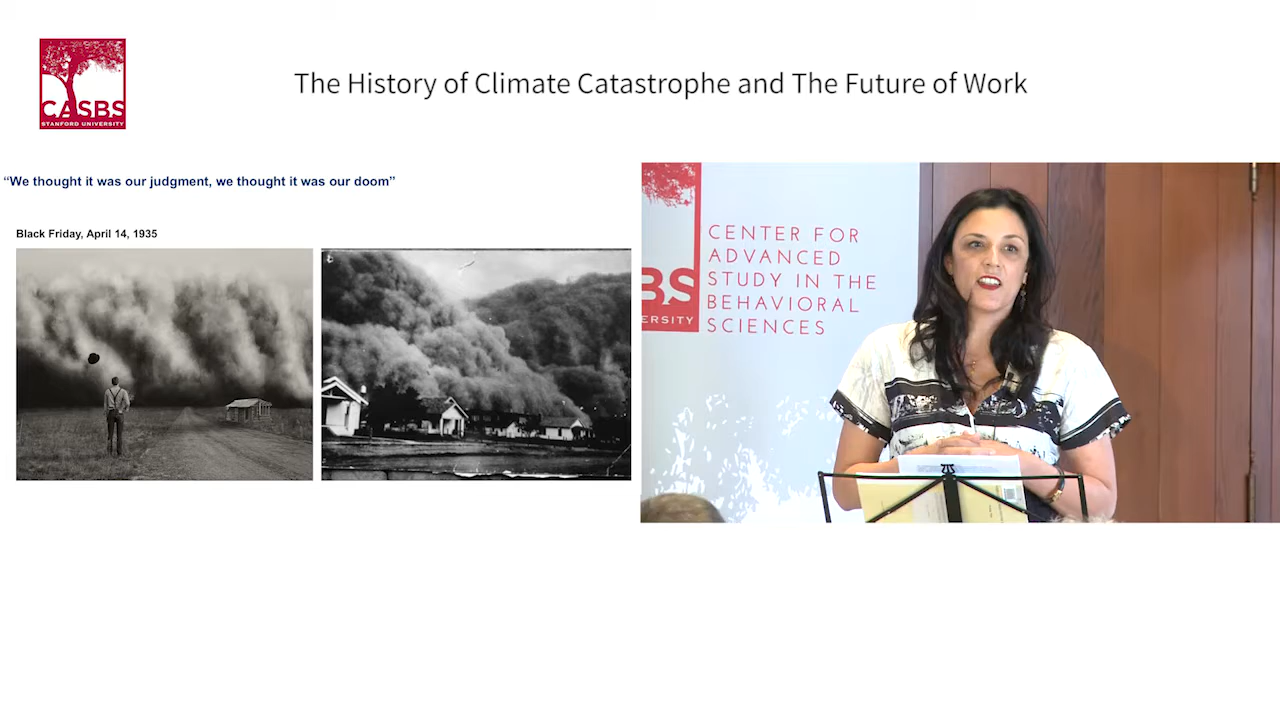 CASBS
STANFORD UNIVERSITY
The History of Climate Catastrophe and The Future of Work
“We thought it was our judgment, we thought it was our doom”
Black Friday, April 14, 1935
BS
ERSITY
CENTER FOR
ADVANCED
STUDY IN THE
BEHAVIORAL
SCIENCES